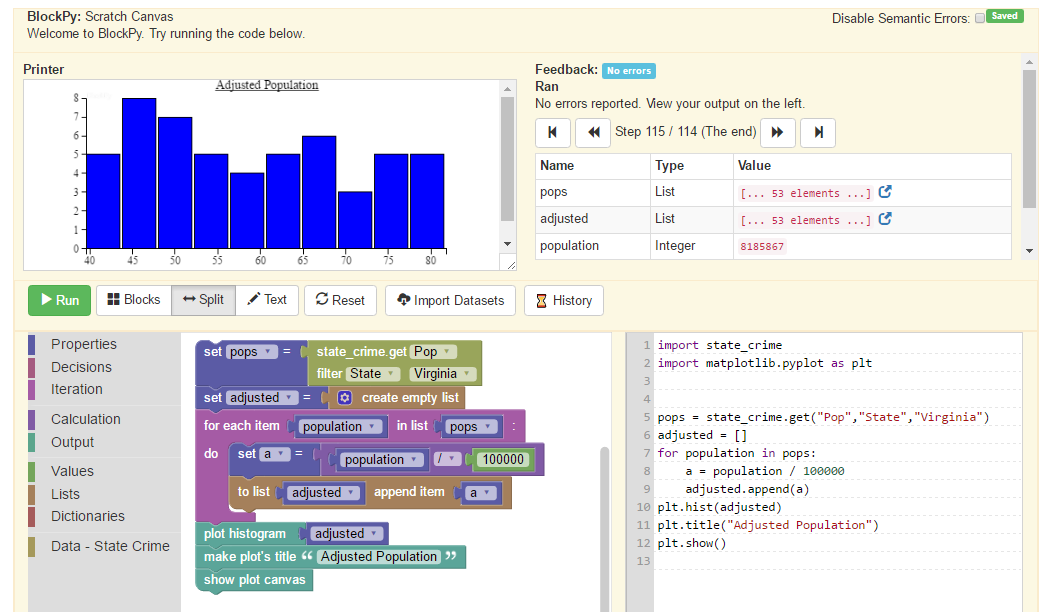 BlockPy: Scratch Canvas
Disable Semantic Errors: Saved
Welcome to BlockPy. Try running the code below.
Printer
Adjusted Population
8
7
6
5
4
3
2
1
0
40 45 50 55 60 65 70 75 80
Feedback: No errors
Ran
No errors reported. View your output on the left.
Step 115 / 114 (The end)
Name Type Value
pops List [... 53 elements ...]
adjusted List [... 53 elements ...]
population Integer 8185867
Run Blocks Split Text Reset Import Datasets History
Properties
Decisions
Iteration
Calculation
Output
Values
Lists
Dictionaries
Data - State Crime
set pops = state_crime.get Pop
filter State Virginia
set adjusted = create empty list
for each item population in list pops :
do set a = population / 100000
to list adjusted append item a
plot histogram adjusted
make plot's title “ Adjusted Population ”
show plot canvas
1 import state_crime
2 import matplotlib.pyplot as plt
3
4
5 pops = state_crime.get("Pop","State","Virginia")
6 adjusted = []
7 for population in pops:
8 a = population / 100000
9 adjusted.append(a)
10 plt.hist(adjusted)
11 plt.title("Adjusted Population")
12 plt.show()
13